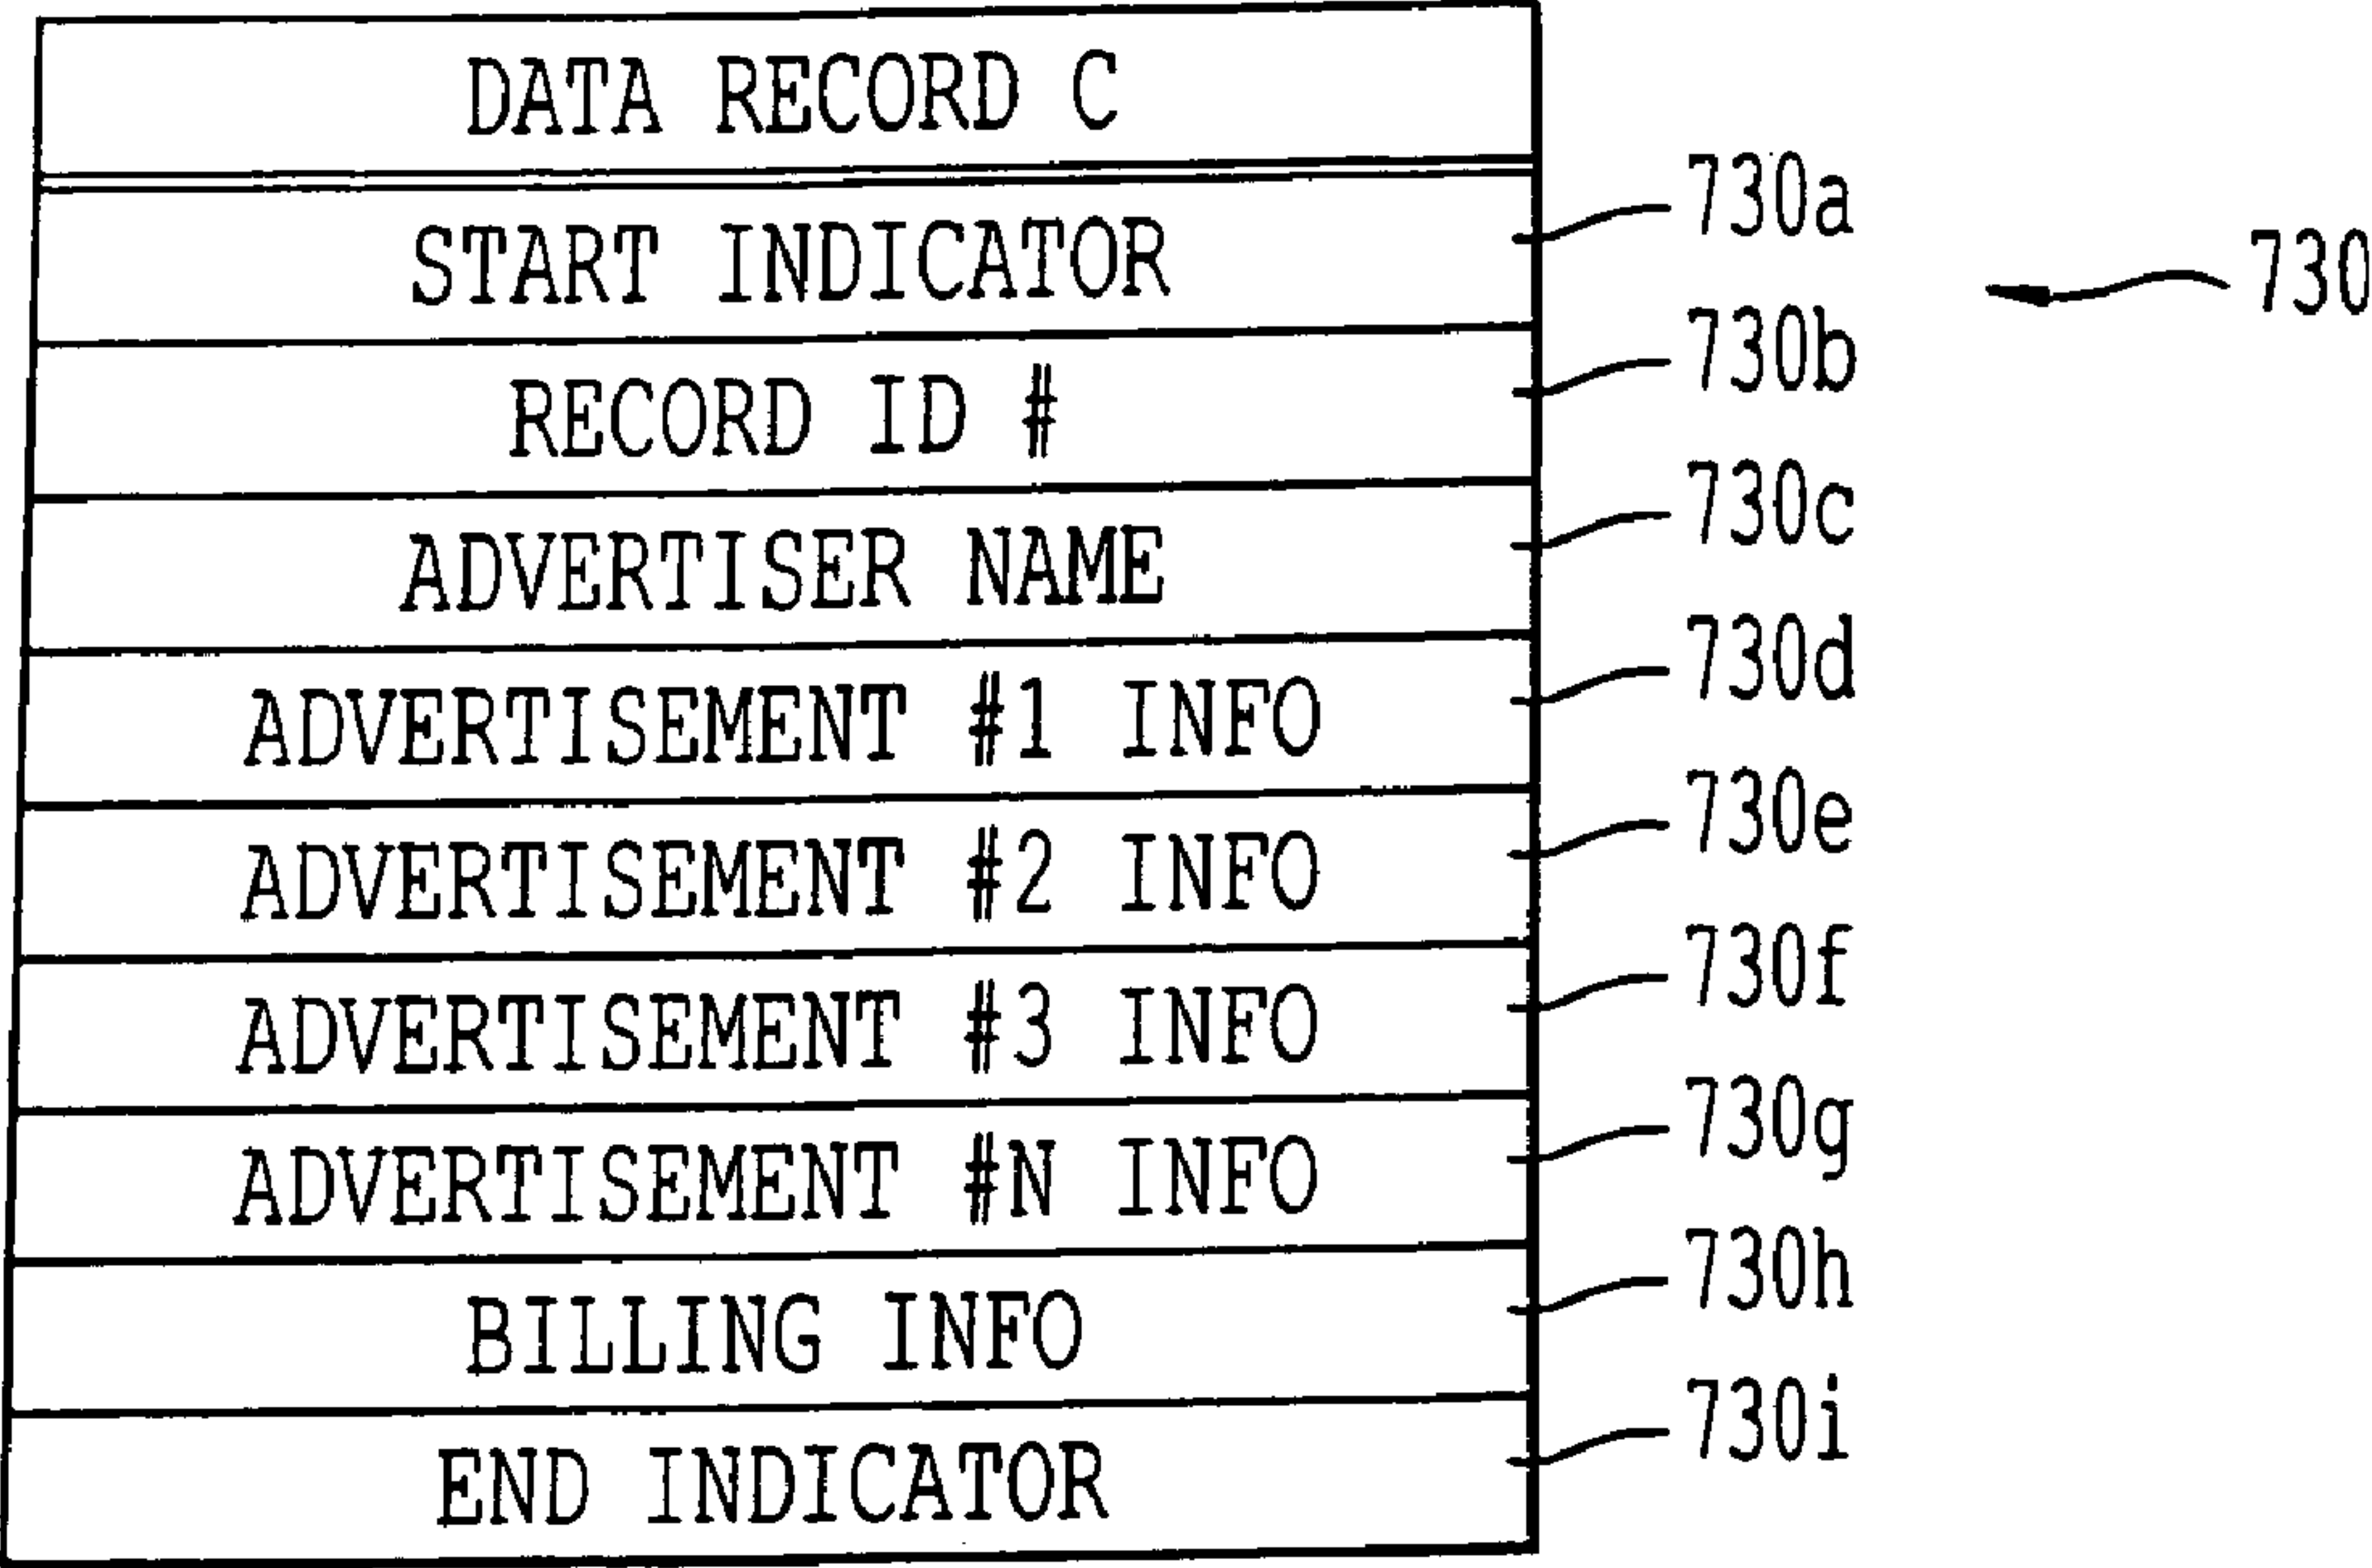 DATA RECORD C
START INDICATOR 730a
730
RECORD ID # 730b
ADVERTISER NAME 730c
ADVERTISEMENT #1 INFO 730d
ADVERTISEMENT #2 INFO 730e
ADVERTISEMENT #3 INFO 730f
ADVERTISEMENT #N INFO 730g
BILLING INFO 730h
END INDICATOR 730i